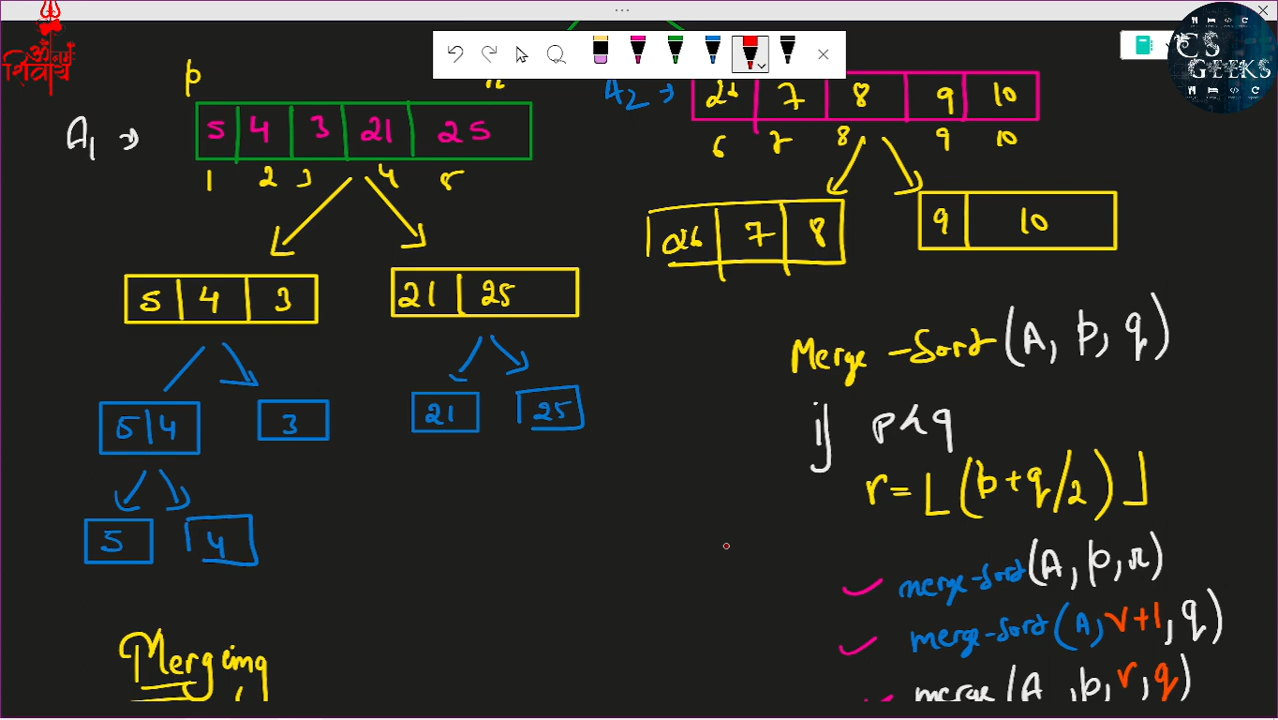 ॐ नमः
शिवाय
CS
GEEKS
p
A1 → 5 4 3 21 25
1 2 3 4 5
A2 → 26 7 8 9 10
6 7 8 9 10
26 7 8
9 10
5 4 3
21 25
5 4
3
21
25
5
4
Merge-Sort (A, p, q)
if p < q
r = ⌊(p+q/2)⌋
merge-sort (A, p, r)
merge-sort (A, r+1, q)
merge (A, p, r, q)
Merging